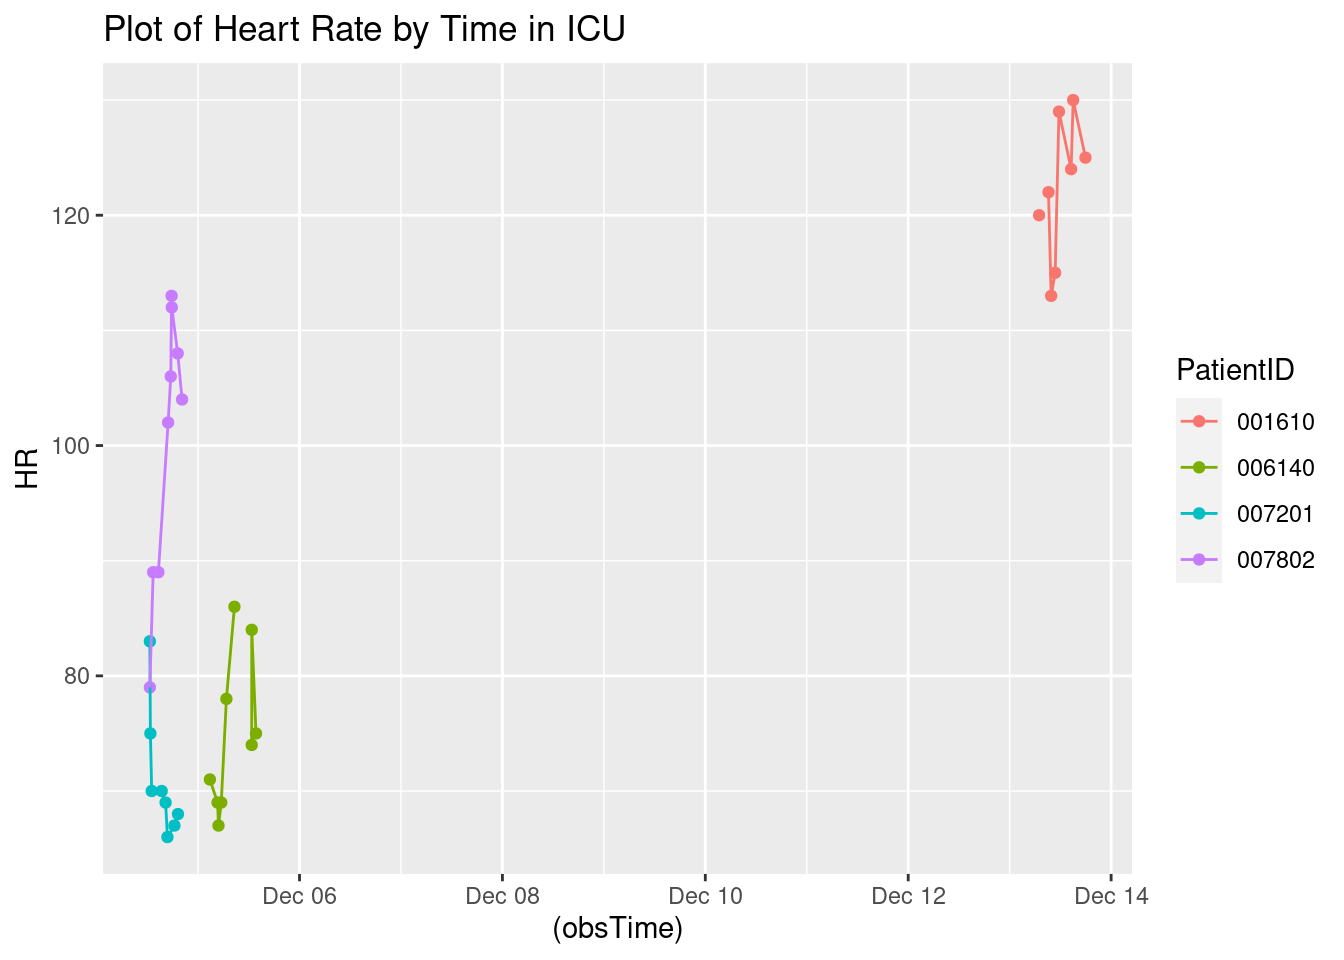 Plot of Heart Rate by Time in ICU
HR
120
100
80
Dec 06
Dec 08
Dec 10
Dec 12
Dec 14
(obsTime)
PatientID
001610
006140
007201
007802